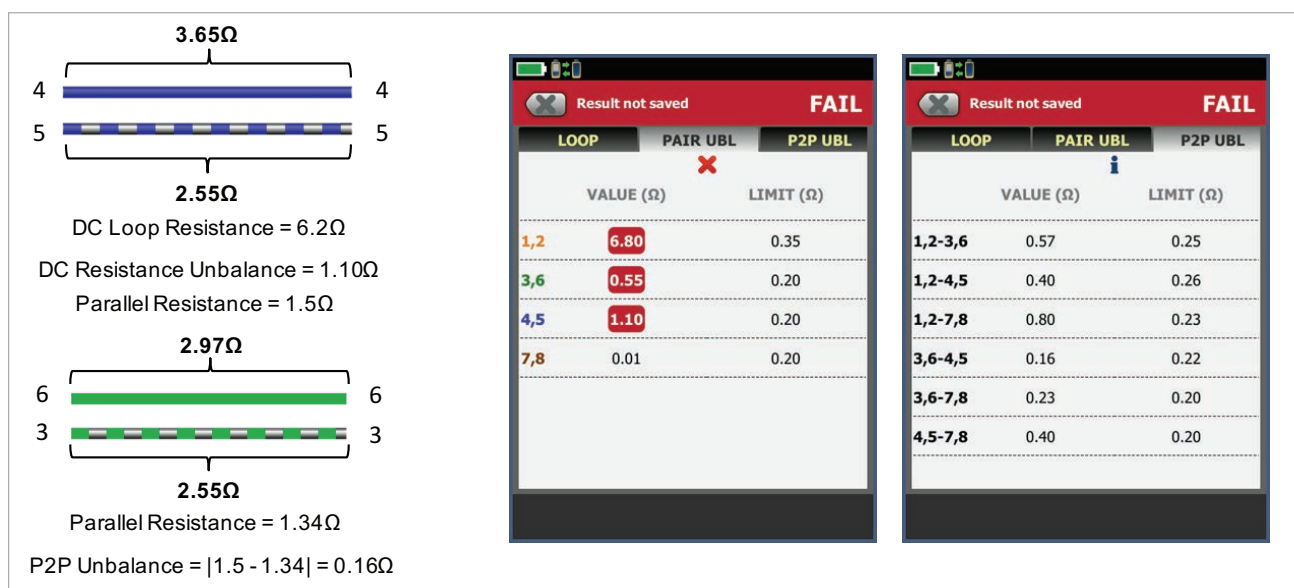 3.65Ω
4 4
5 5
2.55Ω
DC Loop Resistance = 6.2Ω
DC Resistance Unbalance = 1.10Ω
Parallel Resistance = 1.5Ω
2.97Ω
6 6
3 3
2.55Ω
Parallel Resistance = 1.34Ω
P2P Unbalance = |1.5 - 1.34| = 0.16Ω
Result not saved FAIL
LOOP PAIR UBL P2P UBL
VALUE (Ω) LIMIT (Ω)
1,2 6.80 0.35
3,6 0.55 0.20
4,5 1.10 0.20
7,8 0.01 0.20
Result not saved FAIL
LOOP PAIR UBL P2P UBL
i
VALUE (Ω) LIMIT (Ω)
1,2-3,6 0.57 0.25
1,2-4,5 0.40 0.26
1,2-7,8 0.80 0.23
3,6-4,5 0.16 0.22
3,6-7,8 0.23 0.20
4,5-7,8 0.40 0.20